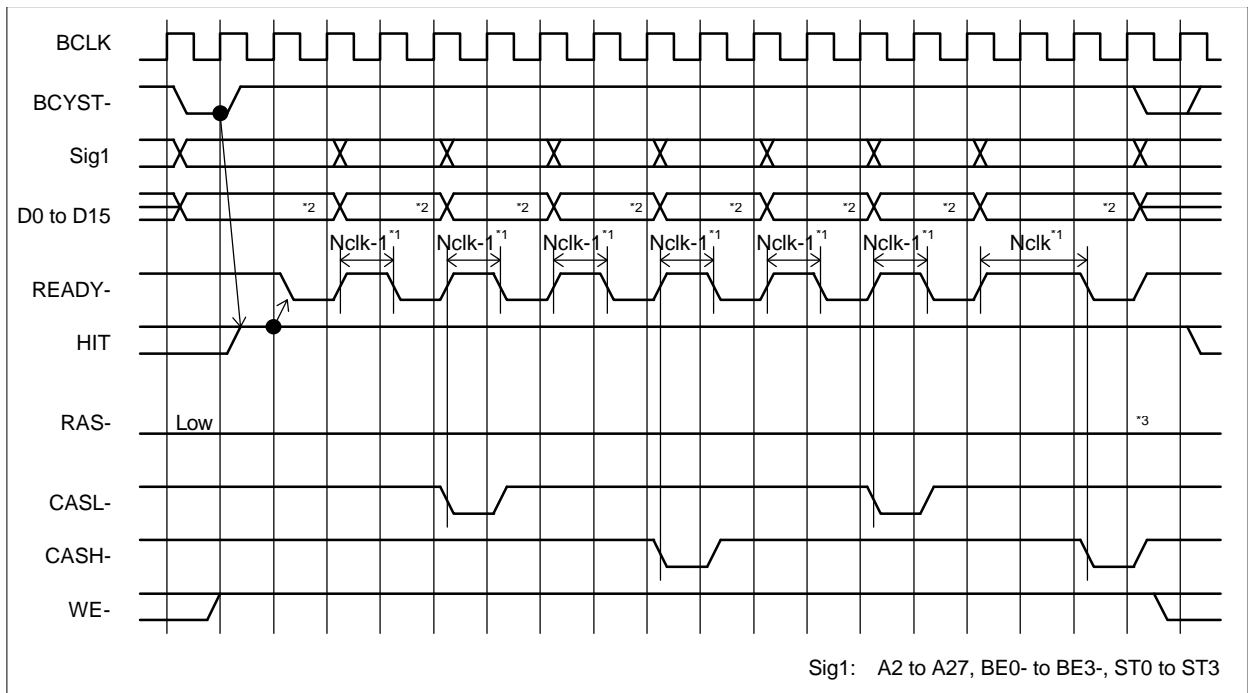 BCLK
BCYST-
Sig1
D0 to D15
*2 *2 *2 *2 *2 *2 *2 *2
Nclk-1*1 Nclk-1*1 Nclk-1*1 Nclk-1*1 Nclk-1*1 Nclk-1*1 Nclk*1
READY-
HIT
RAS-
Low
*3
CASL-
CASH-
WE-
Sig1: A2 to A27, BE0- to BE3-, ST0 to ST3